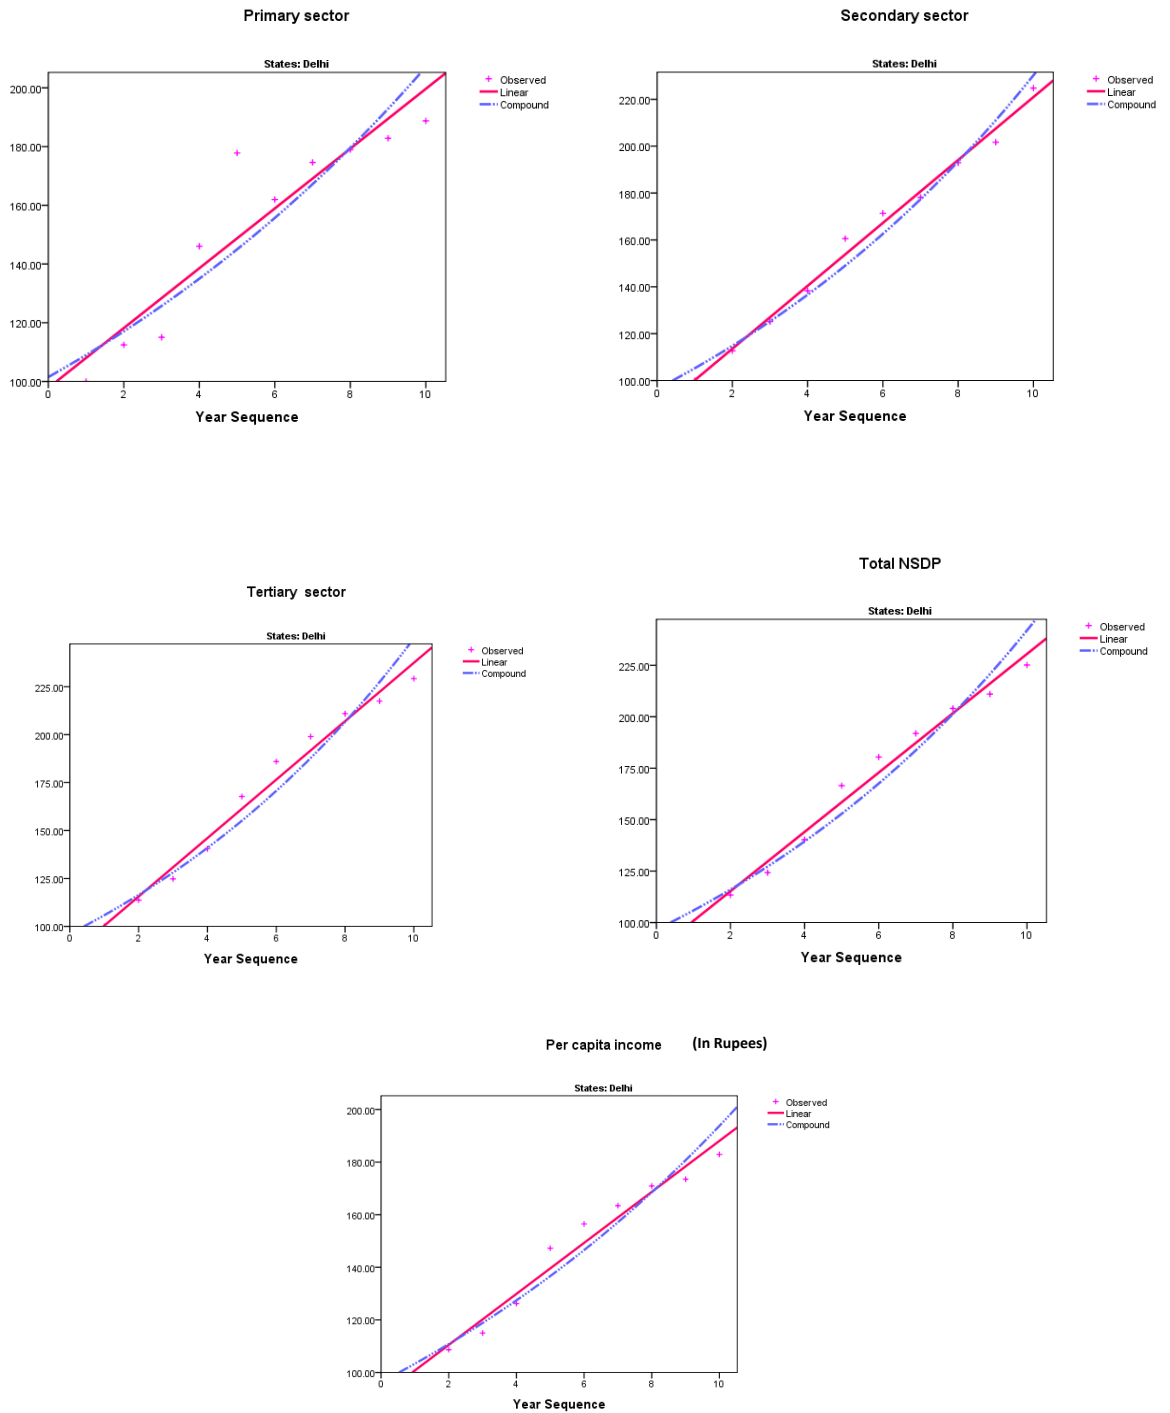 Primary sector
States: Delhi
Observed
Linear
Compound
200.00
180.00
160.00
140.00
120.00
100.00
0 2 4 6 8 10
Year Sequence
Secondary sector
States: Delhi
Observed
Linear
Compound
220.00
200.00
180.00
160.00
140.00
120.00
100.00
0 2 4 6 8 10
Year Sequence
Tertiary sector
States: Delhi
Observed
Linear
Compound
225.00
200.00
175.00
150.00
125.00
100.00
0 2 4 6 8 10
Year Sequence
Total NSDP
States: Delhi
Observed
Linear
Compound
225.00
200.00
175.00
150.00
125.00
100.00
0 2 4 6 8 10
Year Sequence
Per capita income (In Rupees)
States: Delhi
Observed
Linear
Compound
200.00
180.00
160.00
140.00
120.00
100.00
0 2 4 6 8 10
Year Sequence